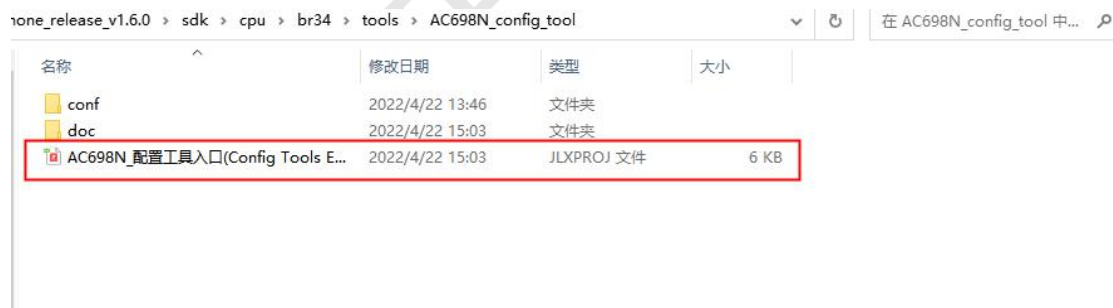 none_release_v1.6.0 › sdk › cpu › br34 › tools › AC698N_config_tool 在 AC698N_config_tool 中...
名称 修改日期 类型 大小
conf 2022/4/22 13:46 文件夹
doc 2022/4/22 15:03 文件夹
AC698N_配置工具入口(Config Tools E... 2022/4/22 15:03 JLXPROJ 文件 6 KB